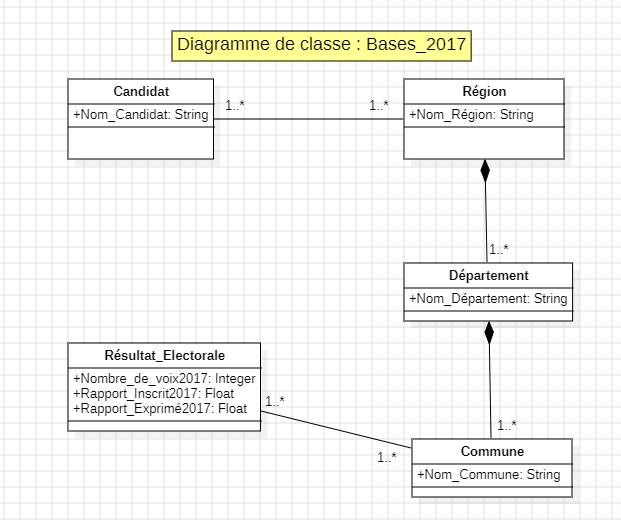 Diagramme de classe : Bases_2017
Candidat
+Nom_Candidat: String
1..*
1..*
Région
+Nom_Région: String
1..*
Département
+Nom_Département: String
Résultat_Electorale
+Nombre_de_voix2017: Integer
+Rapport_Inscrit2017: Float
+Rapport_Exprimé2017: Float
1..*
1..*
1..*
Commune
+Nom_Commune: String